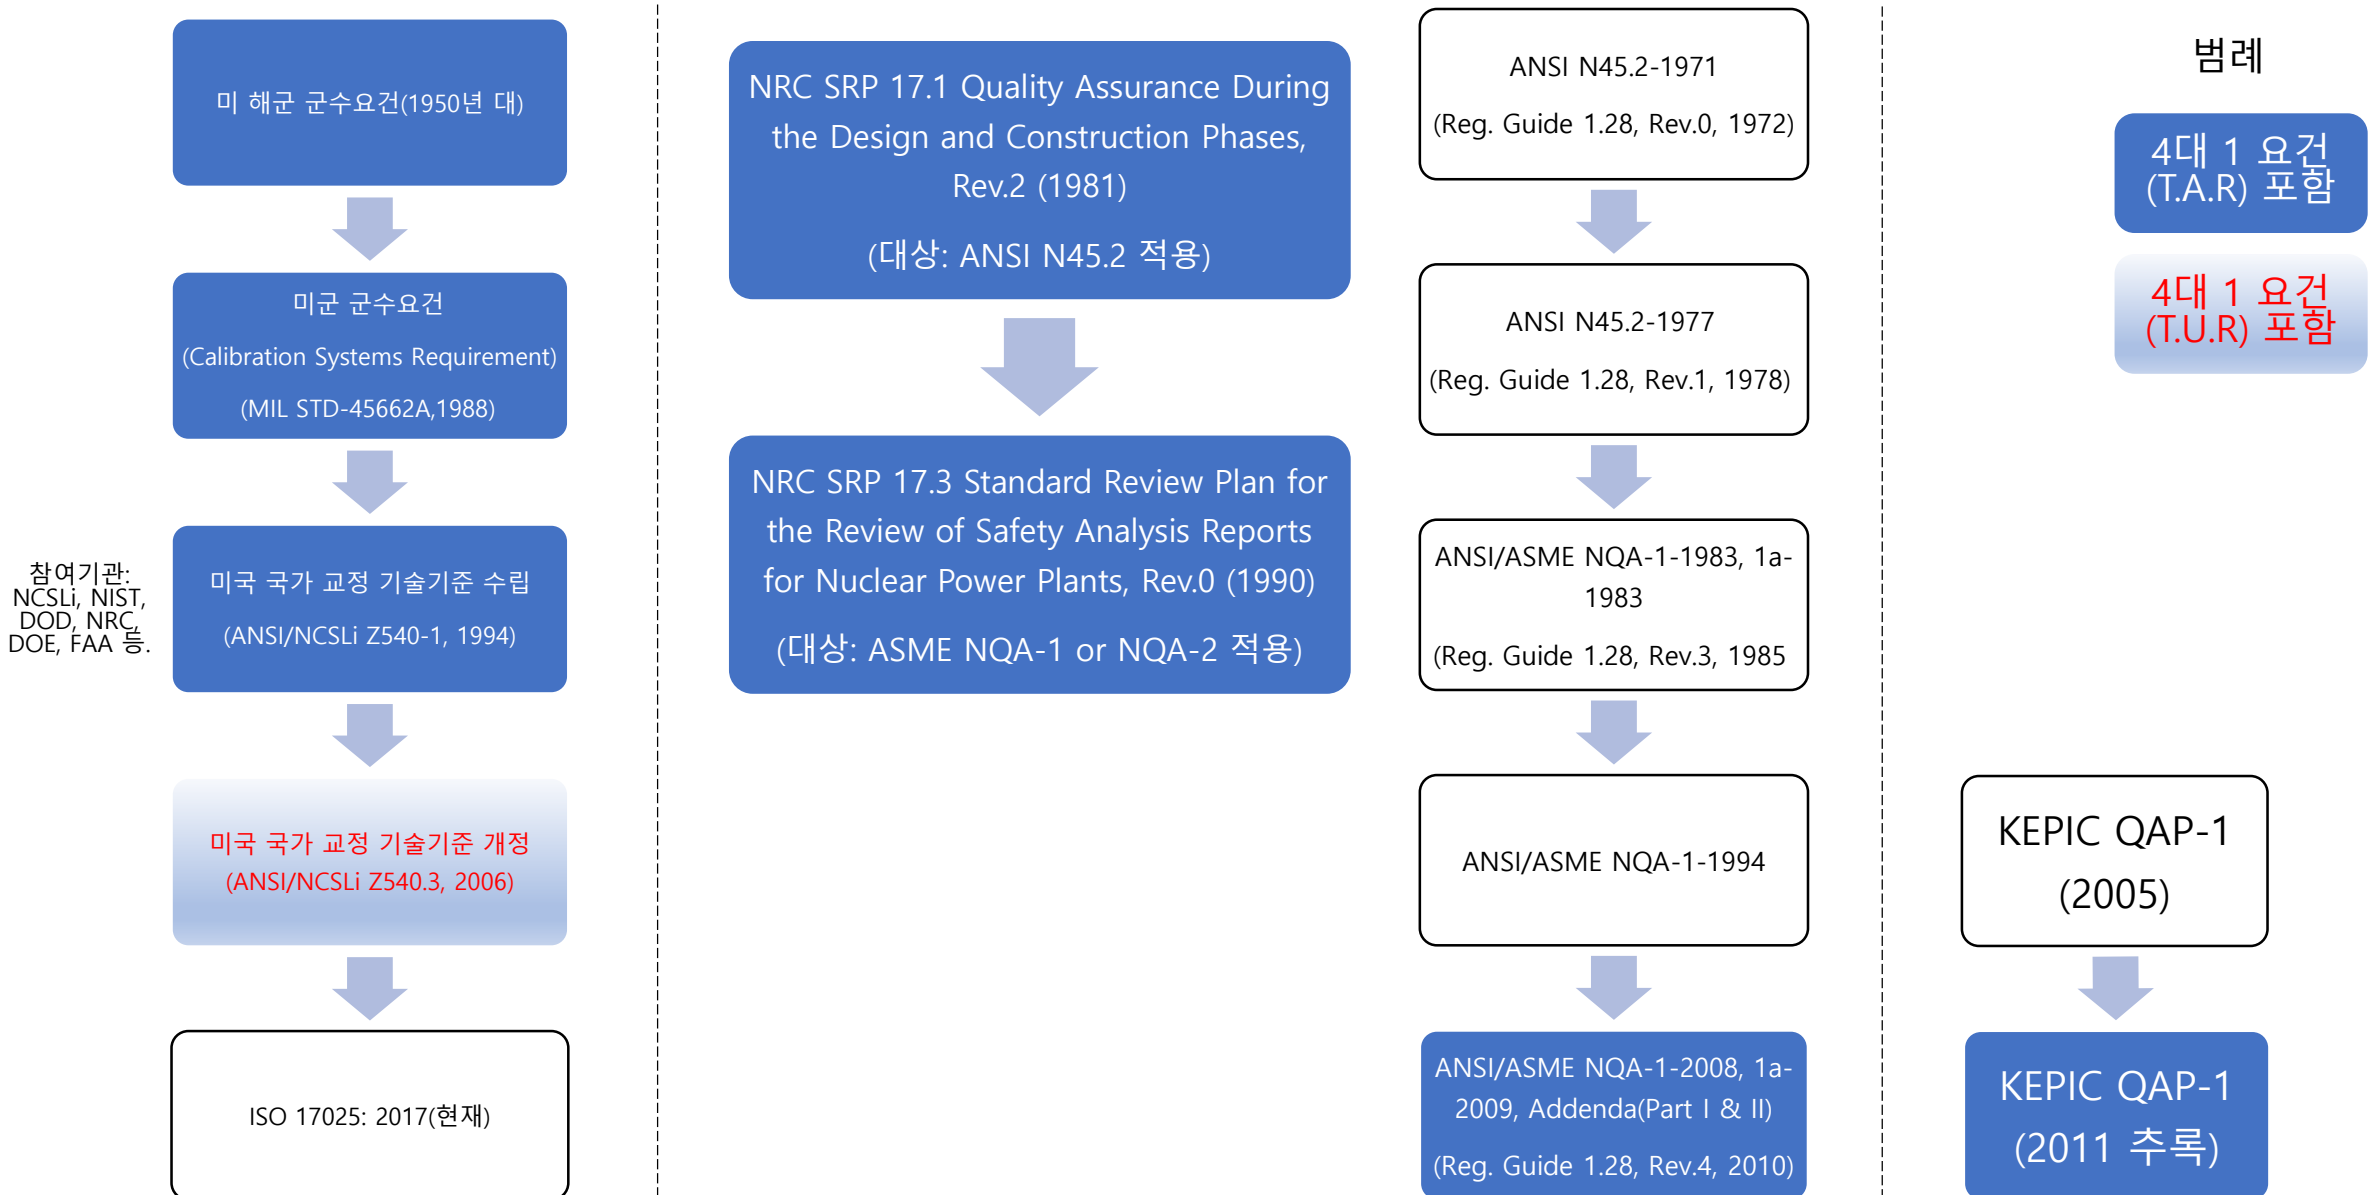 미 해군 군수요건(1950년 대)
미군 군수요건
(Calibration Systems Requirement)
(MIL STD-45662A,1988)
참여기관:
NCSLi, NIST,
DOD, NRC,
DOE, FAA 등.
미국 국가 교정 기술기준 수립
(ANSI/NCSLi Z540-1, 1994)
미국 국가 교정 기술기준 개정
(ANSI/NCSLi Z540.3, 2006)
ISO 17025: 2017(현재)
NRC SRP 17.1 Quality Assurance During
the Design and Construction Phases,
Rev.2 (1981)
(대상: ANSI N45.2 적용)
NRC SRP 17.3 Standard Review Plan for
the Review of Safety Analysis Reports
for Nuclear Power Plants, Rev.0 (1990)
(대상: ASME NQA-1 or NQA-2 적용)
ANSI N45.2-1971
(Reg. Guide 1.28, Rev.0, 1972)
ANSI N45.2-1977
(Reg. Guide 1.28, Rev.1, 1978)
ANSI/ASME NQA-1-1983, 1a-
1983
(Reg. Guide 1.28, Rev.3, 1985
ANSI/ASME NQA-1-1994
ANSI/ASME NQA-1-2008, 1a-
2009, Addenda(Part I & II)
(Reg. Guide 1.28, Rev.4, 2010)
범례
4대 1 요건
(T.A.R) 포함
4대 1 요건
(T.U.R) 포함
KEPIC QAP-1
(2005)
KEPIC QAP-1
(2011 추록)